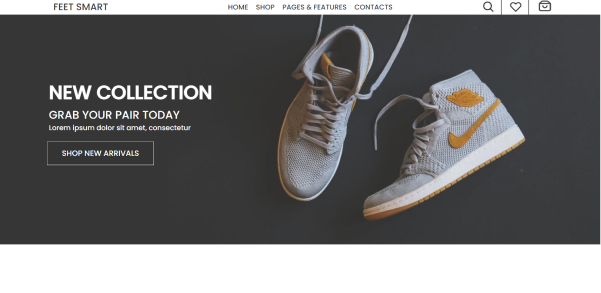 FEET SMART
HOME SHOP PAGES & FEATURES CONTACTS
NEW COLLECTION
GRAB YOUR PAIR TODAY
Lorem ipsum dolor sit amet, consectetur
SHOP NEW ARRIVALS